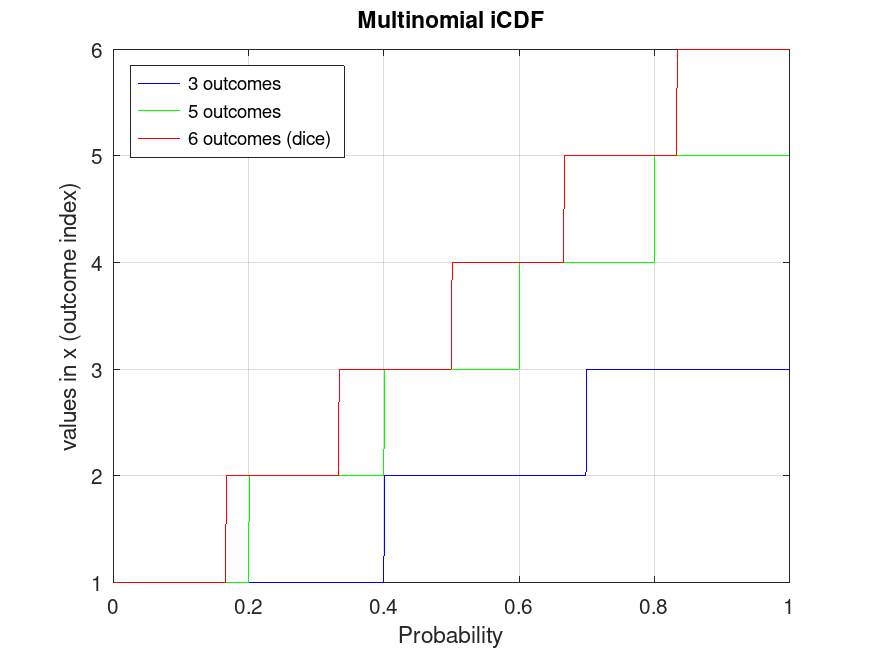 Multinomial iCDF
6
3 outcomes
5 outcomes
6 outcomes (dice)
5
4
3
2
1
values in x (outcome index)
0
0.2
0.4
0.6
0.8
1
Probability